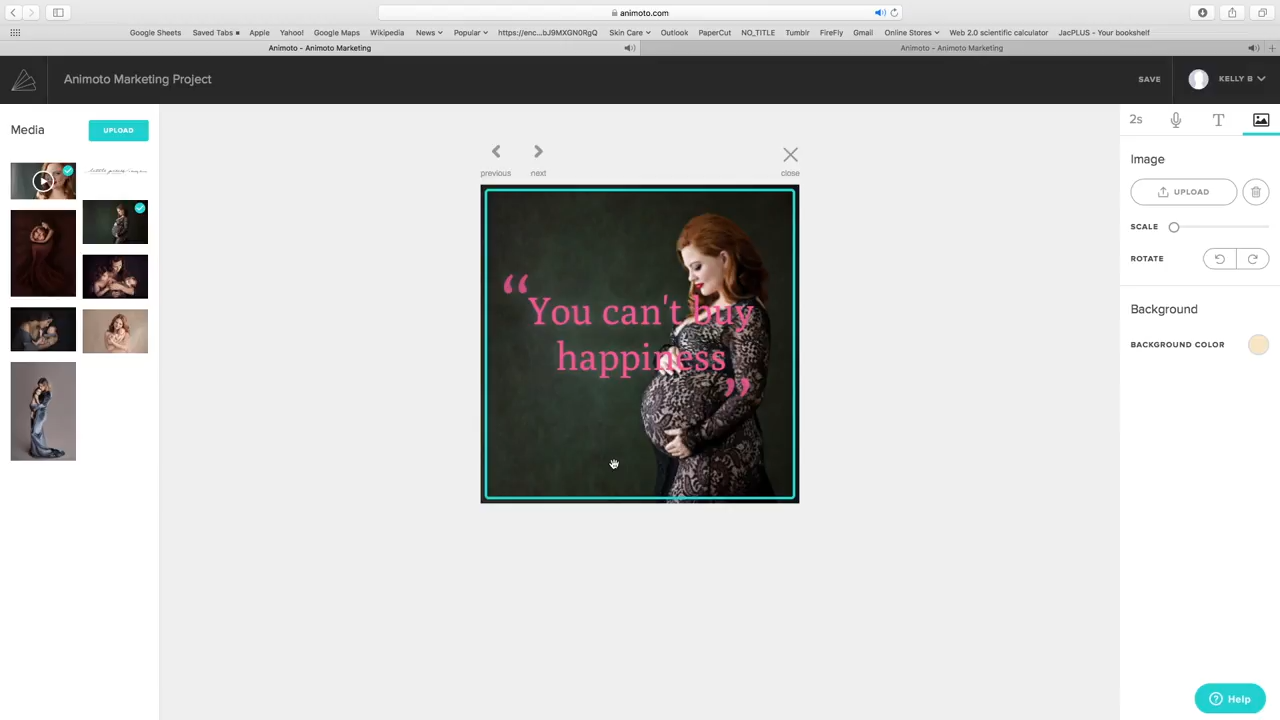 animoto.com
Google Sheets
Saved Tabs
Apple
Yahoo!
Google Maps
Wikipedia
News
Popular
https://enc...bJ9MXGN0RgQ
Skin Care
Outlook
PaperCut
NO_TITLE
Tumblr
FireFly
Gmail
Online Stores
Web 2.0 scientific calculator
JacPLUS - Your bookshelf
Animoto - Animoto Marketing
Animoto - Animoto Marketing
Animoto Marketing Project
SAVE
KELLY B
Media
UPLOAD
previous
next
close
“You can't buy
happiness”
2s
T
Image
UPLOAD
SCALE
ROTATE
Background
BACKGROUND COLOR
Help